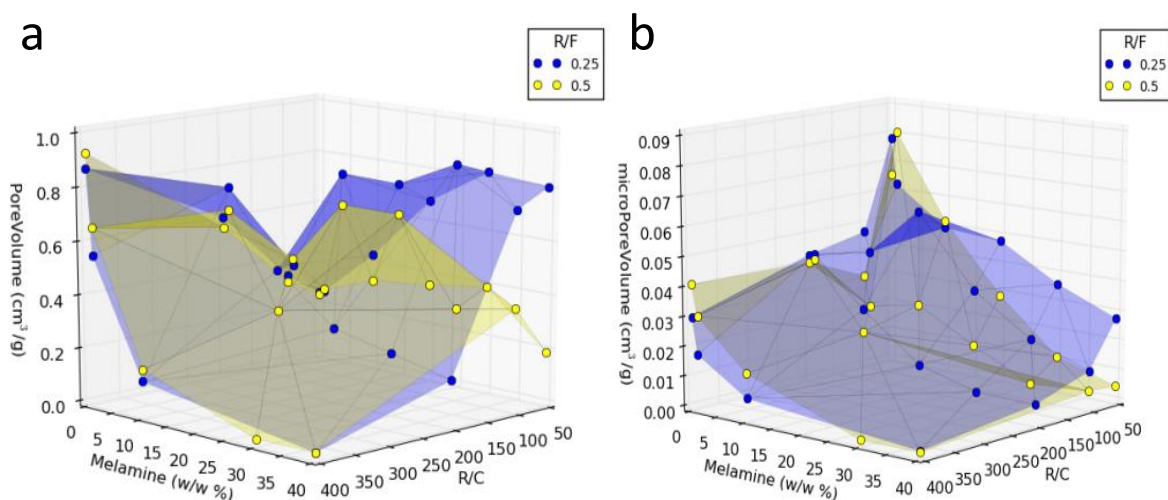 a
R/F
0.25
0.5
1.0
0.8
0.6
0.4
0.2
0.0
PoreVolume (cm³/g)
0 5 10 15 20 25 30 35 40
Melamine (w/w %)
400 350 300 250 200 150 100 50
R/C
b
R/F
0.25
0.5
0.09
0.08
0.07
0.06
0.05
0.04
0.03
0.02
0.01
0.00
microPoreVolume (cm³/g)
0 5 10 15 20 25 30 35 40
Melamine (w/w %)
400 350 300 250 200 150 100 50
R/C